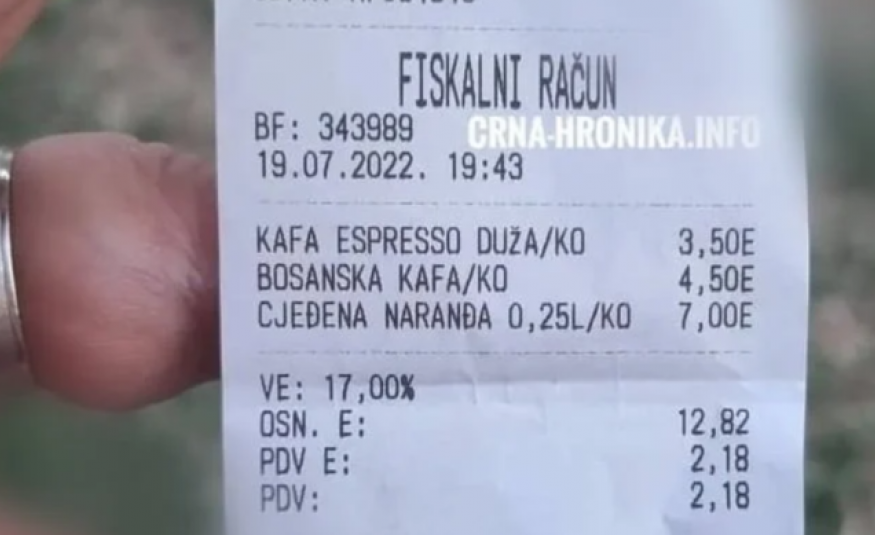 FISKALNI RAČUN
BF: 343989
CRNA-HRONIKA.INFO
19.07.2022. 19:43
KAFA ESPRESSO DUŽA/KO 3,50E
BOSANSKA KAFA/KO 4,50E
CJEĐENA NARANĐA 0,25L/KO 7,00E
VE: 17,00%
OSN. E: 12,82
PDV E: 2,18
PDV: 2,18